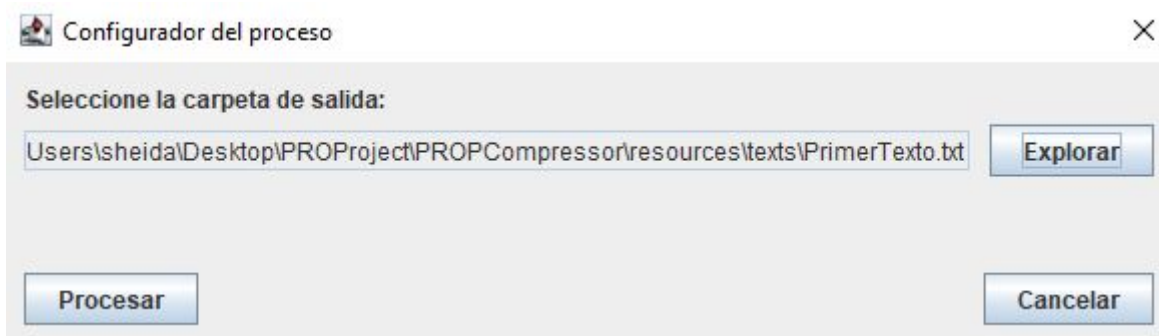 Configurador del proceso
Seleccione la carpeta de salida:
Users\sheida\Desktop\PROProject\PROPCompressor\resources\texts\PrimerTexto.txt
Explorar
Procesar
Cancelar